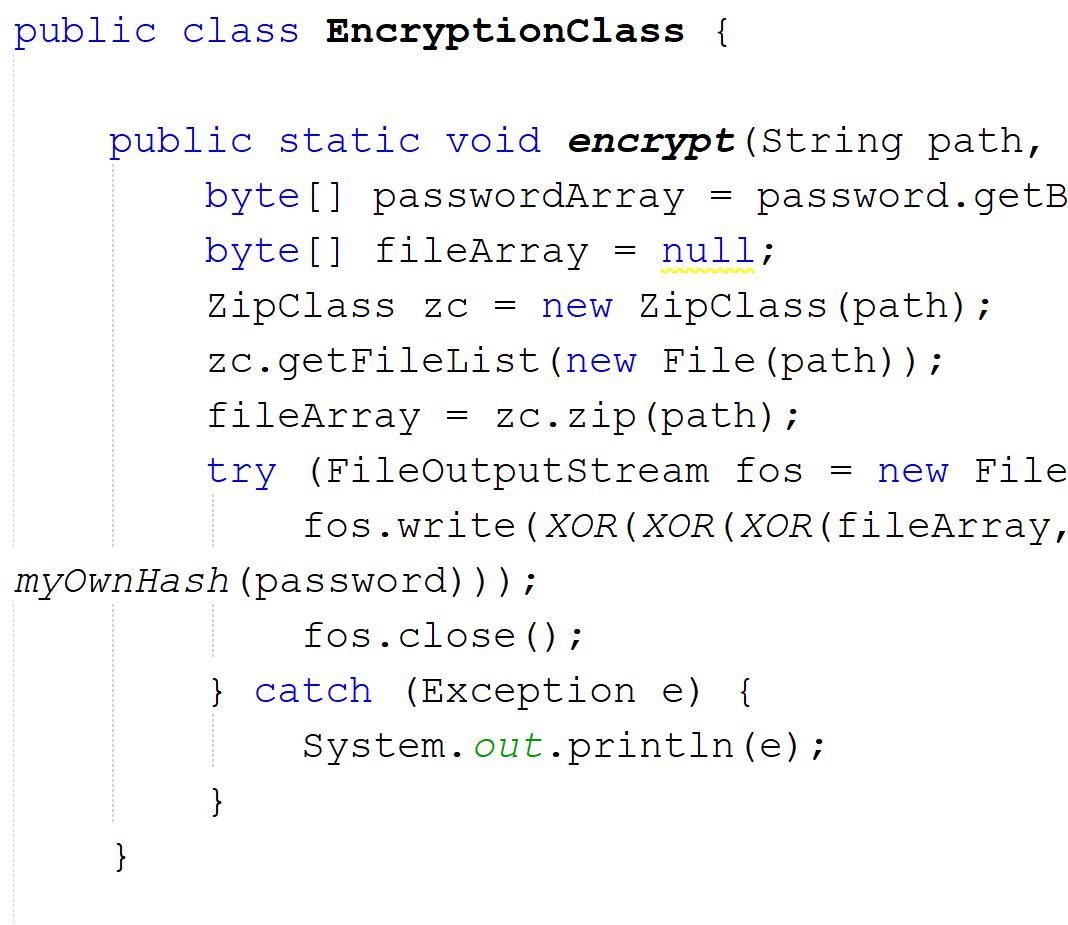 public class EncryptionClass {
public static void encrypt(String path,
byte[] passwordArray = password.getB
byte[] fileArray = null;
ZipClass zc = new ZipClass(path);
zc.getFileList(new File(path));
fileArray = zc.zip(path);
try (FileOutputStream fos = new File
fos.write(XOR(XOR(XOR(fileArray,
myOwnHash(password)));
fos.close();
} catch (Exception e) {
System.out.println(e);
}
}